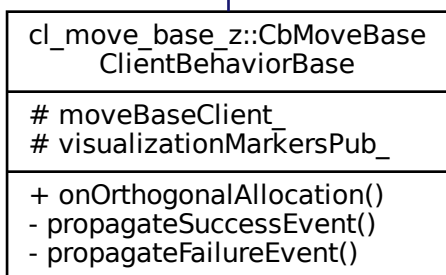 cl_move_base_z::CbMoveBase
ClientBehaviorBase
# moveBaseClient_
# visualizationMarkersPub_
+ onOrthogonalAllocation()
- propagateSuccessEvent()
- propagateFailureEvent()